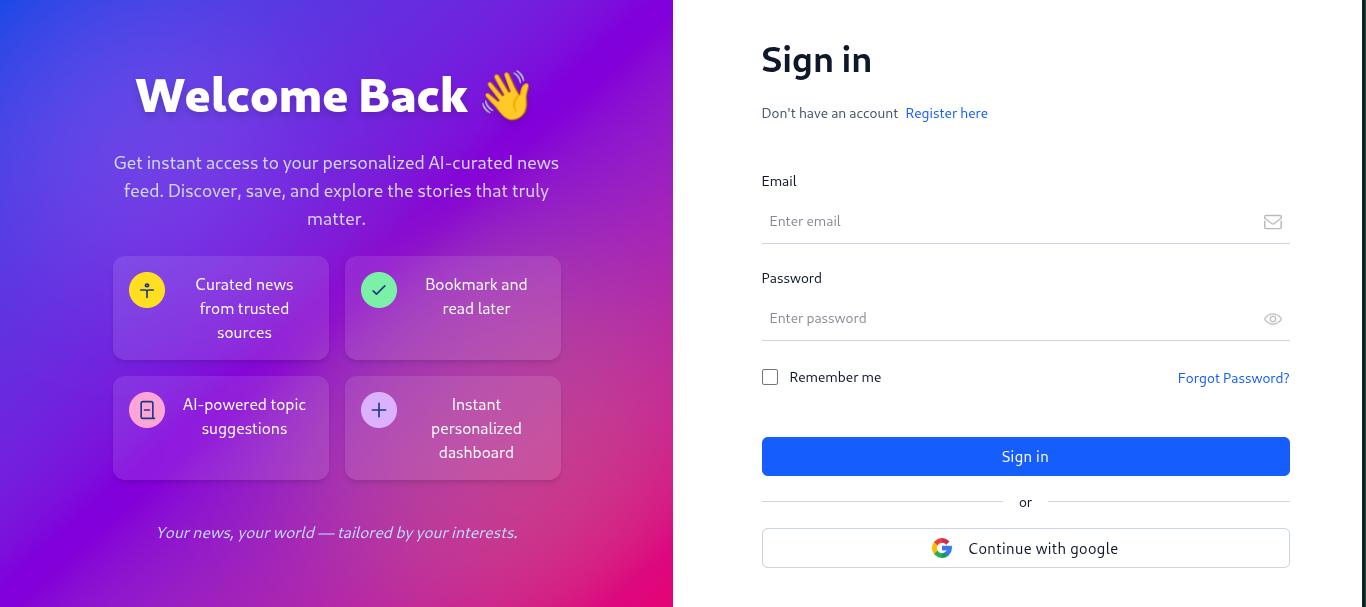 Welcome Back 👋
Get instant access to your personalized AI-curated news
feed. Discover, save, and explore the stories that truly
matter.
Curated news
from trusted
sources
Bookmark and
read later
AI-powered topic
suggestions
Instant
personalized
dashboard
Your news, your world — tailored by your interests.
Sign in
Don't have an account Register here
Email
Enter email
Password
Enter password
Remember me
Forgot Password?
Sign in
or
Continue with google